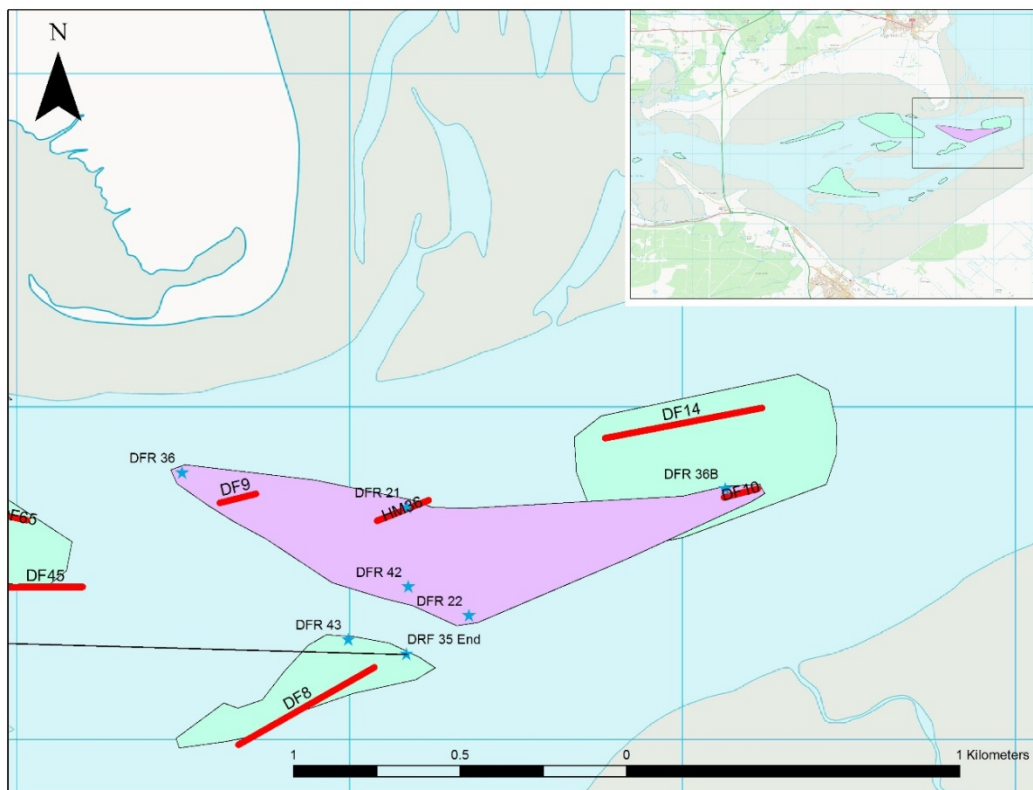 N
DF14
DFR 36
DFR 36B
DF9
DFR 21
DF10
HM36
DF65
DF45
DFR 42
DFR 22
DFR 43
DRF 35 End
DF8
1 0.5 0 1 Kilometers